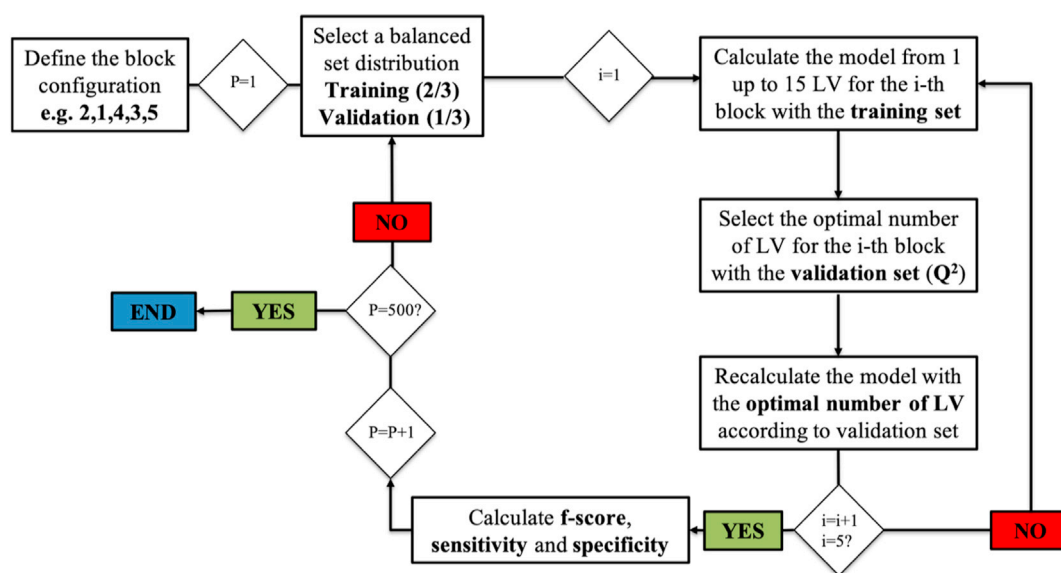 Define the block
configuration
e.g. 2,1,4,3,5
P=1
Select a balanced
set distribution
Training (2/3)
Validation (1/3)
i=1
Calculate the model from 1
up to 15 LV for the i-th
block with the training set
Select the optimal number
of LV for the i-th block
with the validation set (Q²)
Recalculate the model with
the optimal number of LV
according to validation set
i=i+1
i=5?
NO
YES
Calculate f-score,
sensitivity and specificity
P=P+1
P=500?
NO
YES
END